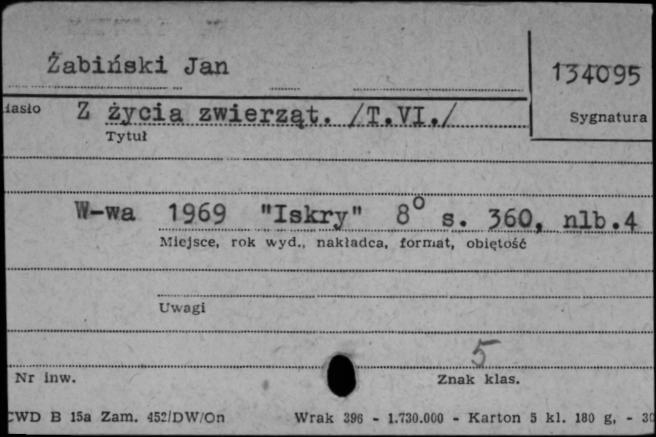 Żabiński Jan
134095
Z życia zwierząt. /T.VI./
Sygnatura
Tytuł
W-wa 1969 "Iskry" 8° s. 360, nlb.4
Miejsce, rok wyd., nakładca, format, objętość
Uwagi
5
Nr inw.
Znak klas.
CWD B 15a Zam. 452/DW/On Wrak 396 - 1.730.000 - Karton 5 kl. 180 g, - 30